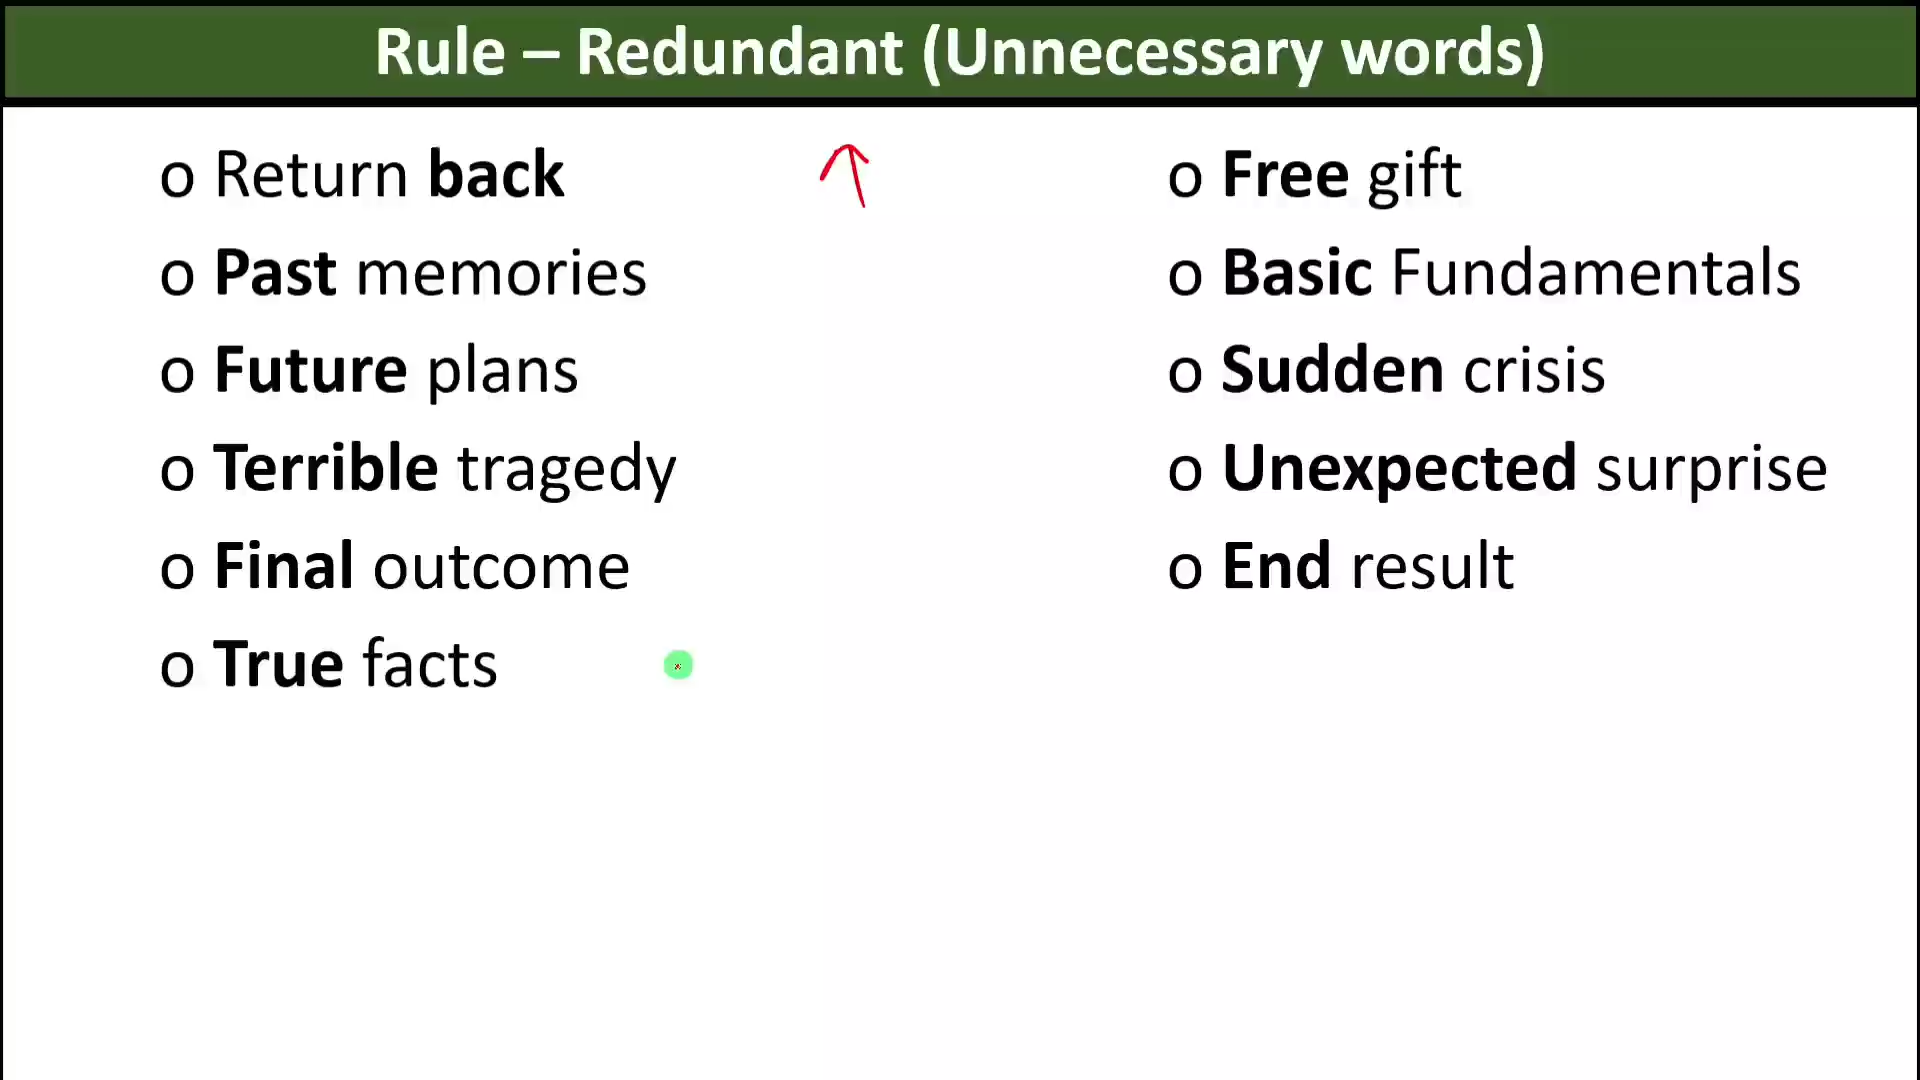 Rule – Redundant (Unnecessary words)
o Return back
o Past memories
o Future plans
o Terrible tragedy
o Final outcome
o True facts
o Free gift
o Basic Fundamentals
o Sudden crisis
o Unexpected surprise
o End result